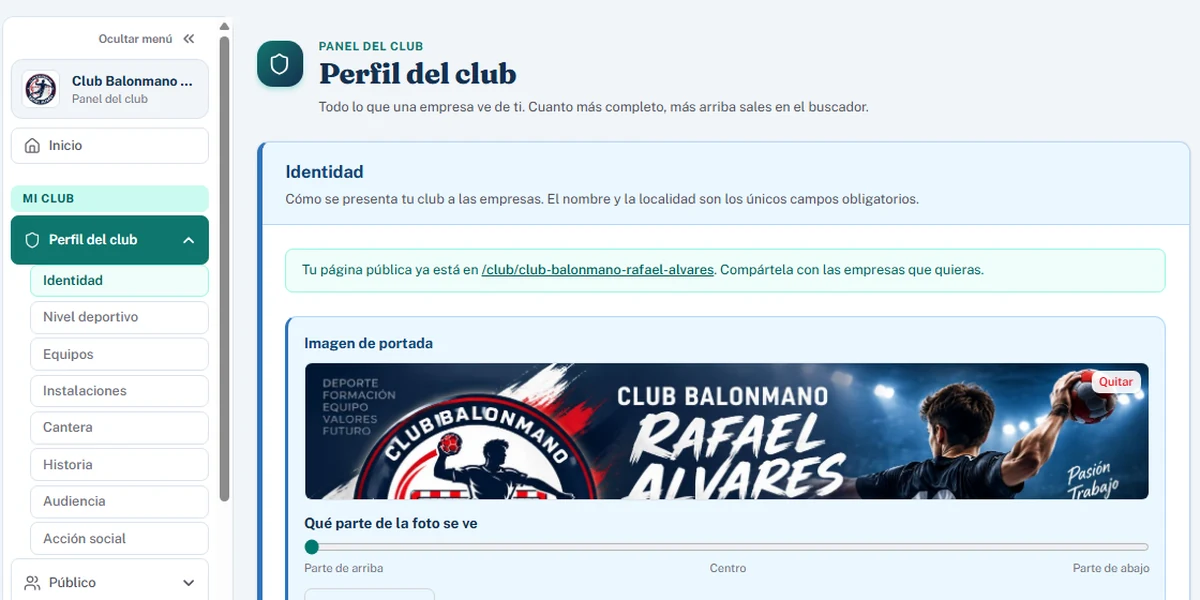 Ocultar menú
Club Balonmano ...
Panel del club
Inicio
MI CLUB
Perfil del club
Identidad
Nivel deportivo
Equipos
Instalaciones
Cantera
Historia
Audiencia
Acción social
Público
PANEL DEL CLUB
Perfil del club
Todo lo que una empresa ve de ti. Cuanto más completo, más arriba sales en el buscador.
Identidad
Cómo se presenta tu club a las empresas. El nombre y la localidad son los únicos campos obligatorios.
Tu página pública ya está en /club/club-balonmano-rafael-alvares. Compártela con las empresas que quieras.
Imagen de portada
DEPORTE
FORMACIÓN
EQUIPO
VALORES
FUTURO
CLUB BALONMANO
CLUB BALONMANO
RAFAEL
ALVARES
Pasión
Trabajo
Quitar
Qué parte de la foto se ve
Parte de arriba
Centro
Parte de abajo